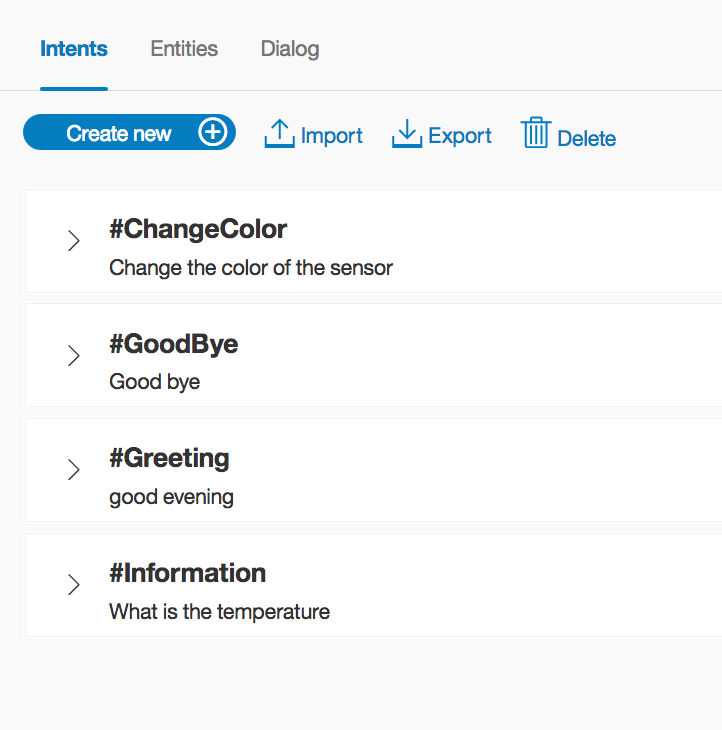 Intents Entities Dialog
Create new Import Export Delete
#ChangeColor
Change the color of the sensor
#GoodBye
Good bye
#Greeting
good evening
#Information
What is the temperature